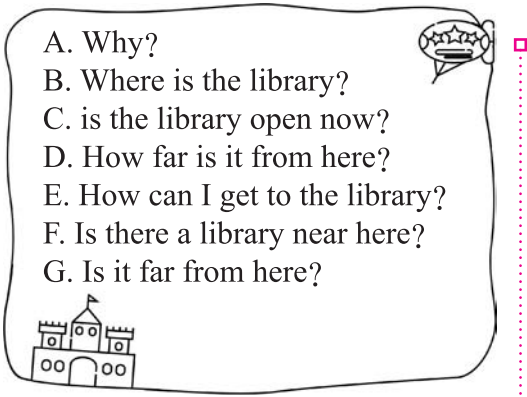 A. Why?
B. Where is the library?
C. is the library open now?
D. How far is it from here?
E. How can I get to the library?
F. Is there a library near here?
G. Is it far from here?